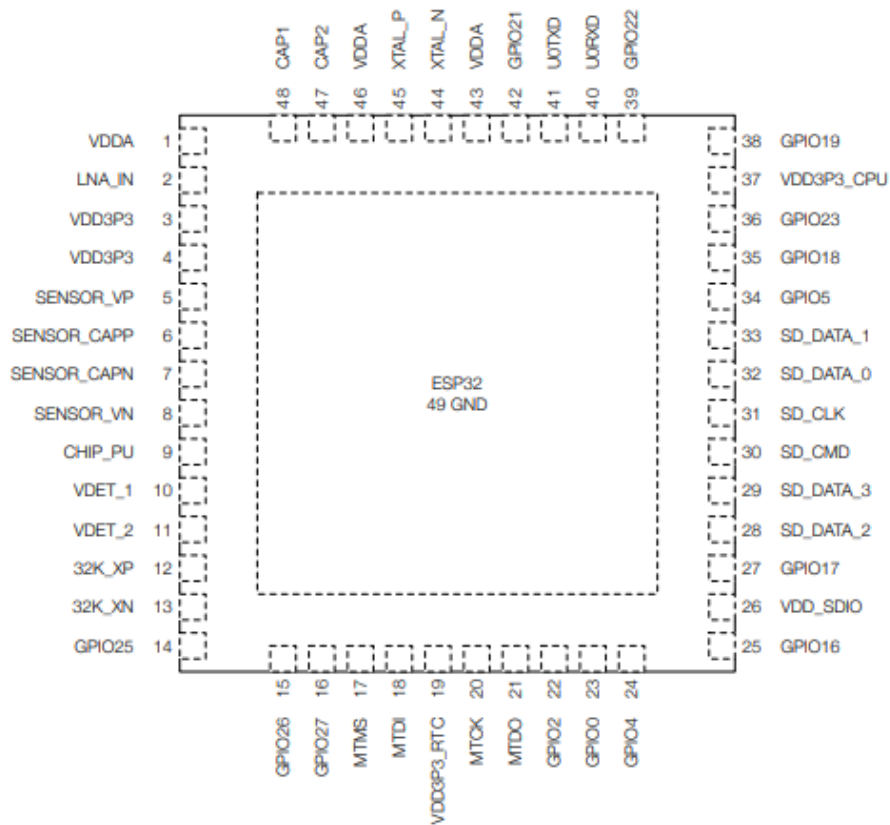 48 CAP1
47 CAP2
46 VDDA
45 XTAL_P
44 XTAL_N
43 VDDA
42 GPIO21
41 U0TXD
40 U0RXD
39 GPIO22
VDDA 1
LNA_IN 2
VDD3P3 3
VDD3P3 4
SENSOR_VP 5
SENSOR_CAPP 6
SENSOR_CAPN 7
SENSOR_VN 8
CHIP_PU 9
VDET_1 10
VDET_2 11
32K_XP 12
32K_XN 13
GPIO25 14
ESP32
49 GND
38 GPIO19
37 VDD3P3_CPU
36 GPIO23
35 GPIO18
34 GPIO5
33 SD_DATA_1
32 SD_DATA_0
31 SD_CLK
30 SD_CMD
29 SD_DATA_3
28 SD_DATA_2
27 GPIO17
26 VDD_SDIO
25 GPIO16
GPIO26 15
GPIO27 16
MTMS 17
MTDI 18
VDD3P3_RTC 19
MTCK 20
MTDO 21
GPIO2 22
GPIO0 23
GPIO4 24